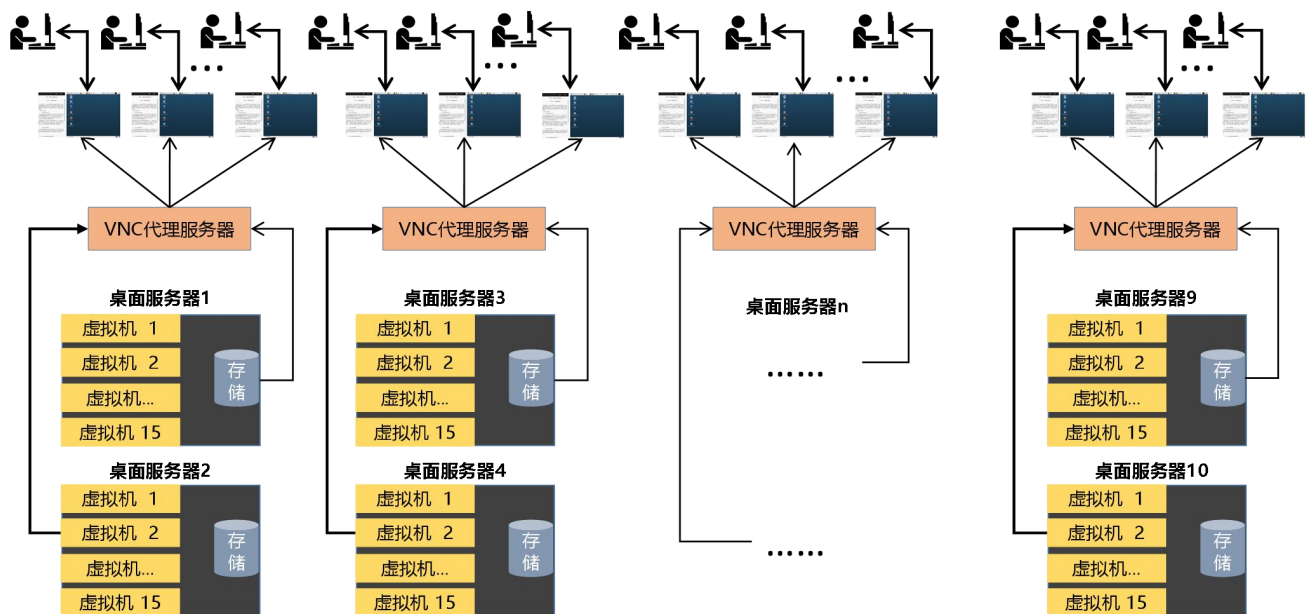 VNC代理服务器
VNC代理服务器
VNC代理服务器
VNC代理服务器
桌面服务器1
虚拟机 1
虚拟机 2
虚拟机...
虚拟机 15
存
储
桌面服务器3
虚拟机 1
虚拟机 2
虚拟机...
虚拟机 15
存
储
桌面服务器n
......
桌面服务器9
虚拟机 1
虚拟机 2
虚拟机...
虚拟机 15
存
储
桌面服务器2
虚拟机 1
虚拟机 2
虚拟机...
虚拟机 15
存
储
桌面服务器4
虚拟机 1
虚拟机 2
虚拟机...
虚拟机 15
存
储
......
桌面服务器10
虚拟机 1
虚拟机 2
虚拟机...
虚拟机 15
存
储